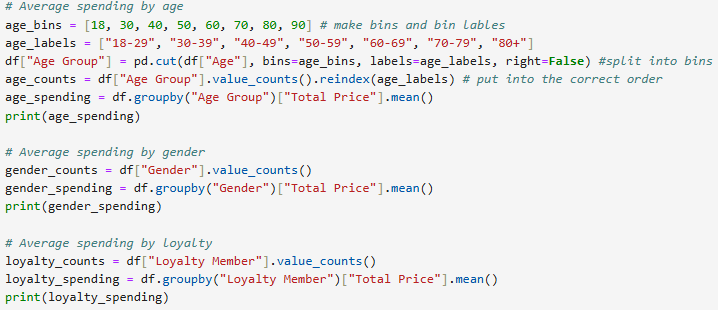 # Average spending by age
age_bins = [18, 30, 40, 50, 60, 70, 80, 90] # make bins and bin lables
age_labels = ["18-29", "30-39", "40-49", "50-59", "60-69", "70-79", "80+"]
df["Age Group"] = pd.cut(df["Age"], bins=age_bins, labels=age_labels, right=False) #split into bins
age_counts = df["Age Group"].value_counts().reindex(age_labels) # put into the correct order
age_spending = df.groupby("Age Group")["Total Price"].mean()
print(age_spending)

# Average spending by gender
gender_counts = df["Gender"].value_counts()
gender_spending = df.groupby("Gender")["Total Price"].mean()
print(gender_spending)

# Average spending by loyalty
loyalty_counts = df["Loyalty Member"].value_counts()
loyalty_spending = df.groupby("Loyalty Member")["Total Price"].mean()
print(loyalty_spending)